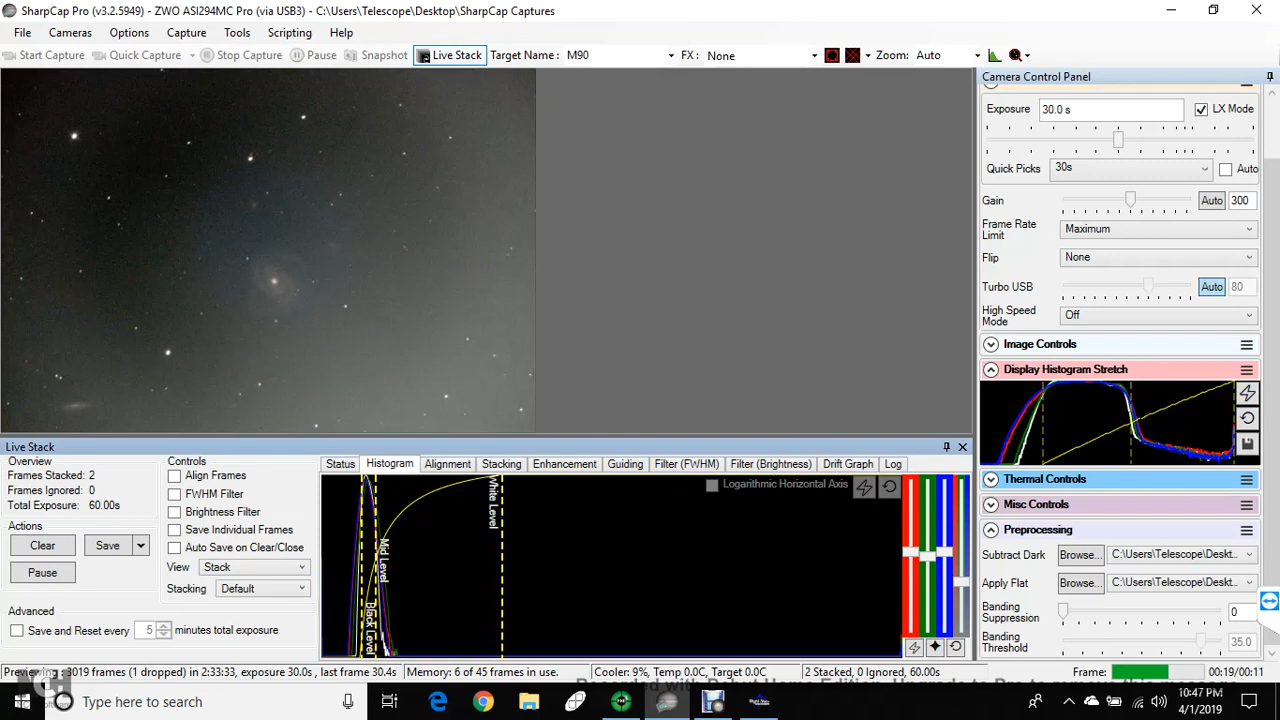 SharpCap Pro (v3.2.5949) - ZWO ASI294MC Pro (via USB3) - C:\Users\Telescope\Desktop\SharpCap Captures
File Cameras Options Capture Tools Scripting Help
Start Capture Quick Capture Stop Capture Pause Snapshot Live Stack Target Name: M90 FX: None Zoom: Auto
Camera Control Panel
Exposure 30.0 s LX Mode
Quick Picks 30s Auto
Gain Auto 300
Frame Rate
Limit Maximum
Flip None
Turbo USB Auto 80
High Speed
Mode Off
Image Controls
Display Histogram Stretch
Thermal Controls
Misc Controls
Preprocessing
Subtract Dark Browse... C:\Users\Telescope\Deskt...
Apply Flat Browse... C:\Users\Telescope\Deskt...
Banding
Suppression 0
Banding
Threshold 35.0
Live Stack
Overview
Frames Stacked: 2
Frames Ignored: 0
Total Exposure: 60.00s
Actions
Clear Save
Pause
Controls
Align Frames
FWHM Filter
Brightness Filter
Save Individual Frames
Auto Save on Clear/Close
View Stack
Stacking Default
Advanced
Save and Reset every 5 minutes total exposure
Status Histogram Alignment Stacking Enhancement Guiding Filter (FWHM) Filter (Brightness) Drift Graph Log
Logarithmic Horizontal Axis
Black Level
Mid Level
White Level
Previewing : 3019 frames (1 dropped) in 2:33:33, exposure 30.0s, last frame 30.4s Memory: 6 of 45 frames in use. Cooler: 9%, Temp 0.0C, Target 0.0C 2 Stacked, 0 Ignored, 60.00s Frame: 00:19/00:11
Type here to search
10:47 PM
4/1/2019